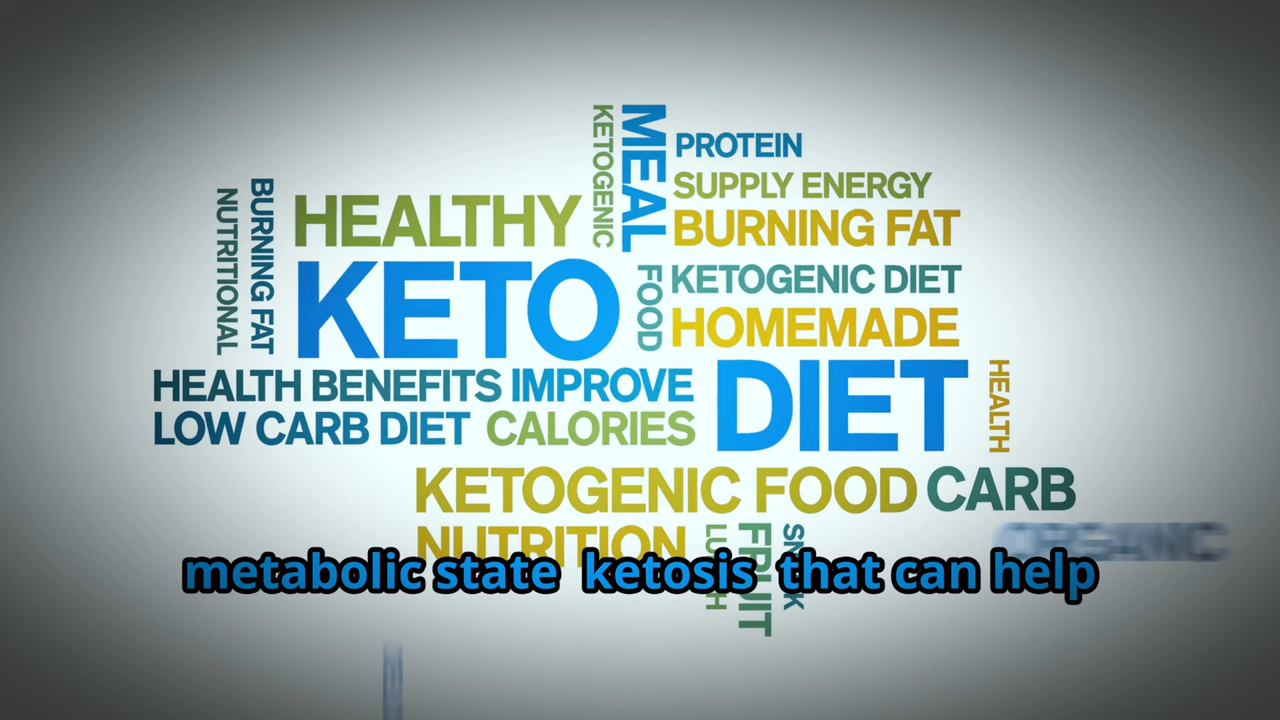 KETOGENIC
MEAL
PROTEIN
SUPPLY ENERGY
BURNING FAT
NUTRITIONAL
BURNING FAT
HEALTHY
KETO
FOOD
KETOGENIC DIET
HOMEMADE
HEALTH BENEFITS IMPROVE
LOW CARB DIET CALORIES
DIET
HEALTH
KETOGENIC FOOD CARB
NUTRITION
FRUIT
ORGANIC
metabolic state ketosis that can help